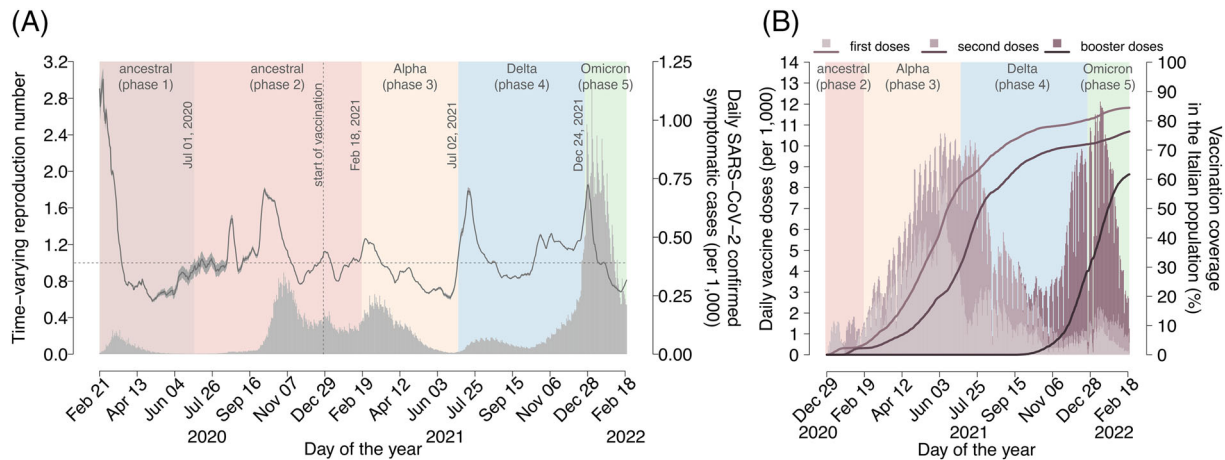 (A)
Time−varying reproduction number
3.2
2.8
2.4
2.0
1.6
1.2
0.8
0.4
0.0
ancestral
(phase 1)
ancestral
(phase 2)
Alpha
(phase 3)
Delta
(phase 4)
Omicron
(phase 5)
Jul 01, 2020
start of vaccination
Feb 18, 2021
Jul 02, 2021
Dec 24, 2021
1.25
1.00
0.75
0.50
0.25
0.00
Daily SARS−CoV−2 confirmed
symptomatic cases (per 1,000)
Feb 21
Apr 13
Jun 04
Jul 26
Sep 16
Nov 07
Dec 29
Feb 19
Apr 12
Jun 03
Jul 25
Sep 15
Nov 06
Dec 28
Feb 18
2020
2021
2022
Day of the year
(B)
first doses
second doses
booster doses
Daily vaccine doses (per 1,000)
14
13
12
11
10
9
8
7
6
5
4
3
2
1
0
ancestral
(phase 2)
Alpha
(phase 3)
Delta
(phase 4)
Omicron
(phase 5)
100
90
80
70
60
50
40
30
20
10
0
Vaccination coverage
in the Italian population (%)
Dec 29
Feb 19
Apr 12
Jun 03
Jul 25
Sep 15
Nov 06
Dec 28
Feb 18
2020
2021
2022
Day of the year